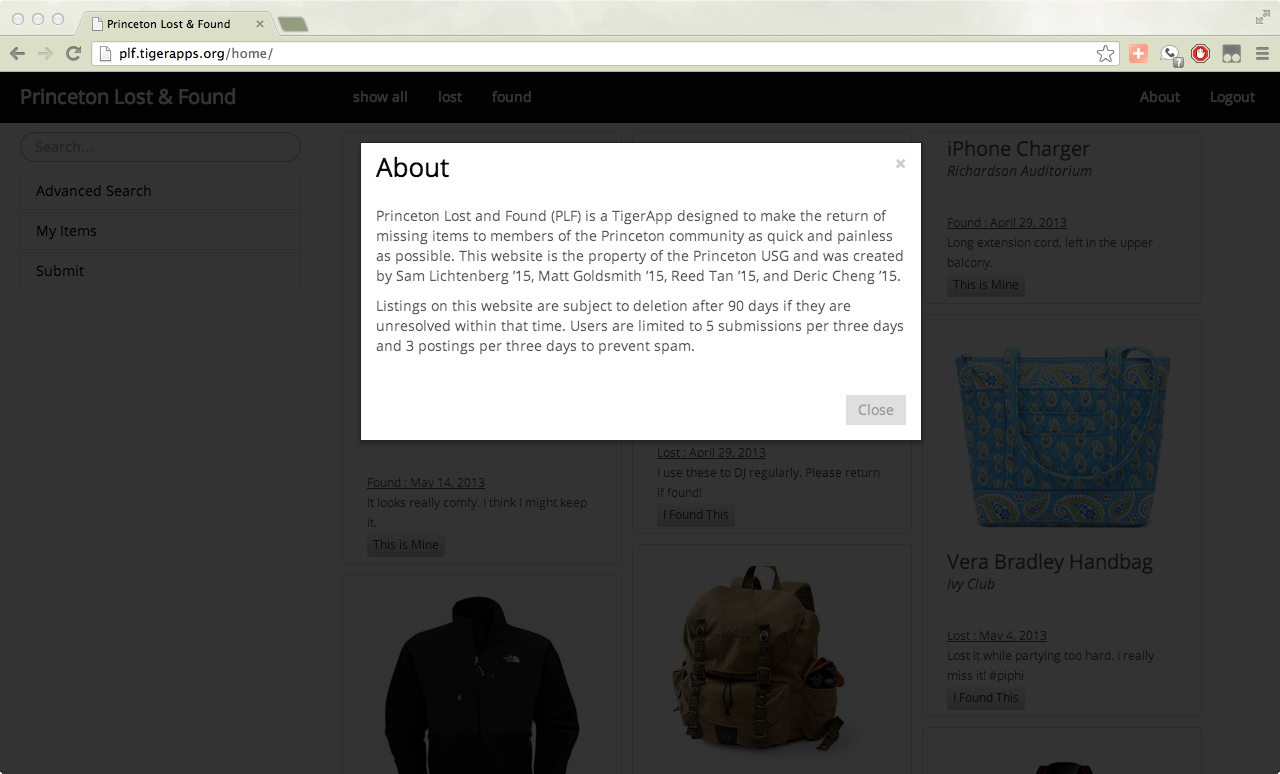 Princeton Lost & Found
plf.tigerapps.org/home/
Princeton Lost & Found
show all
lost
found
About
Logout
Search...
Advanced Search
My Items
Submit
About
×
Princeton Lost and Found (PLF) is a TigerApp designed to make the return of
missing items to members of the Princeton community as quick and painless
as possible. This website is the property of the Princeton USG and was created
by Sam Lichtenberg ’15, Matt Goldsmith ’15, Reed Tan ’15, and Deric Cheng ’15.
Listings on this website are subject to deletion after 90 days if they are
unresolved within that time. Users are limited to 5 submissions per three days
and 3 postings per three days to prevent spam.
Close
Found : May 14, 2013
It looks really comfy. I think I might keep
it.
This is Mine
THE NORTH FACE
Lost : April 29, 2013
I use these to DJ regularly. Please return
if found!
I Found This
iPhone Charger
Richardson Auditorium
Found : April 29, 2013
Long extension cord, left in the upper
balcony.
This is Mine
Vera Bradley Handbag
Ivy Club
Lost : May 4, 2013
Lost it while partying too hard. I really
miss it! #piphi
I Found This